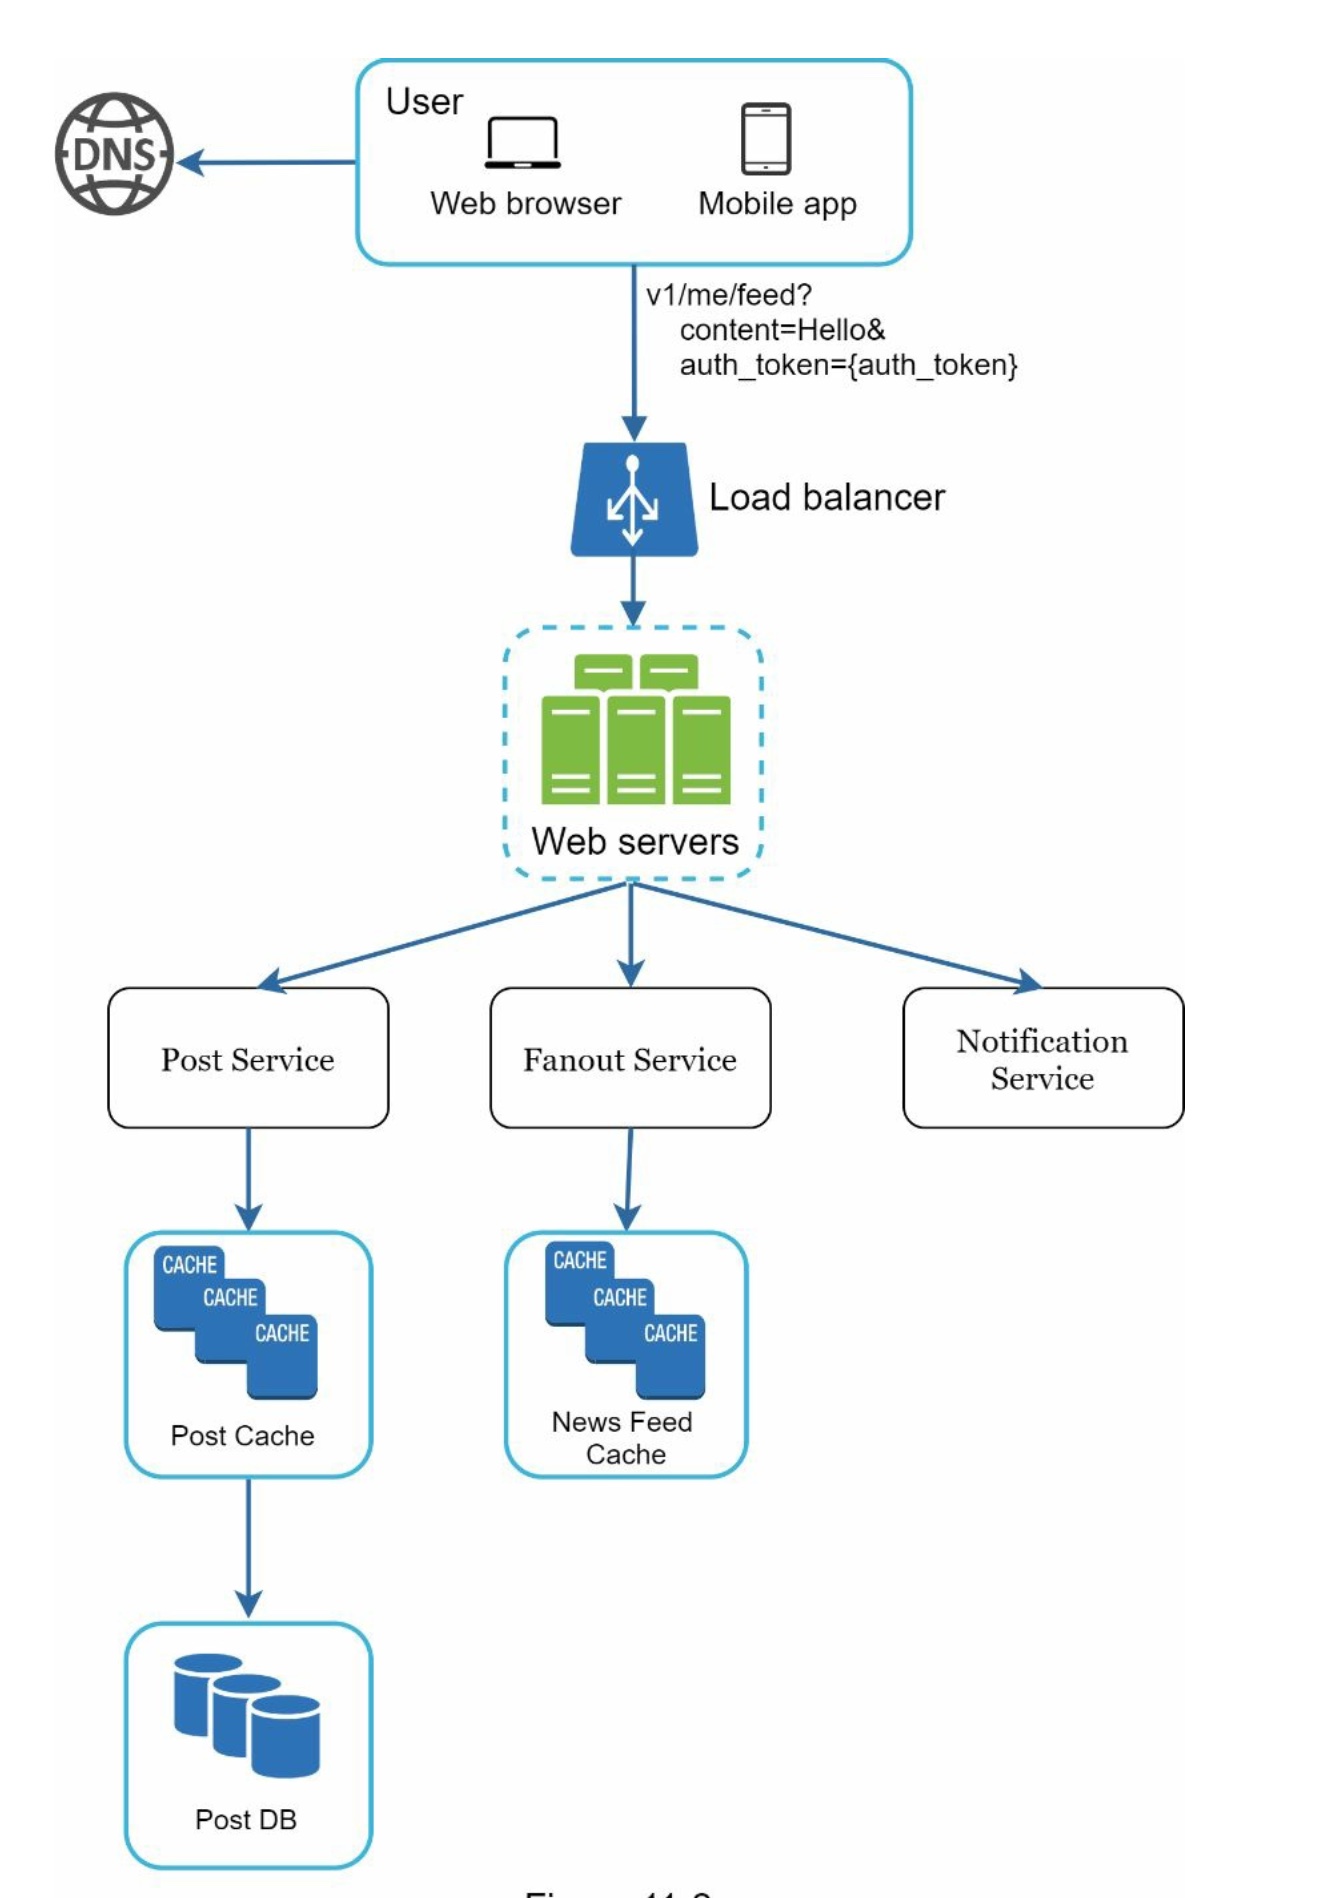 User
DNS
Web browser
Mobile app
v1/me/feed?
content=Hello&
auth_token={auth_token}
Load balancer
Web servers
Post Service
Fanout Service
Notification
Service
CACHE
CACHE
CACHE
Post Cache
CACHE
CACHE
CACHE
News Feed
Cache
Post DB